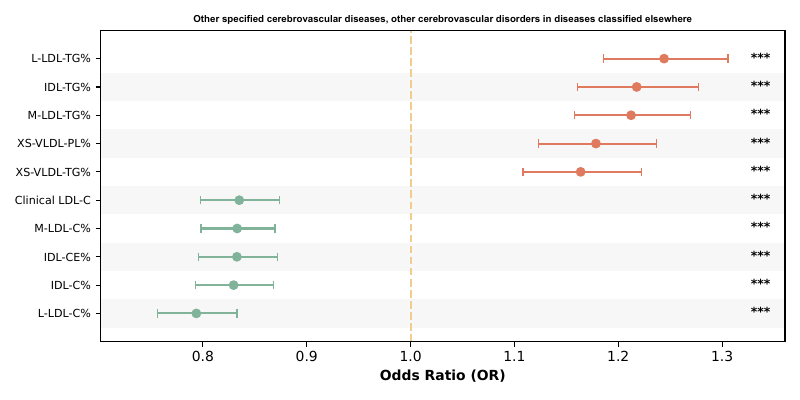 Other specified cerebrovascular diseases, other cerebrovascular disorders in diseases classified elsewhere
L-LDL-TG% ***
IDL-TG% ***
M-LDL-TG% ***
XS-VLDL-PL% ***
XS-VLDL-TG% ***
Clinical LDL-C ***
M-LDL-C% ***
IDL-CE% ***
IDL-C% ***
L-LDL-C% ***
0.8 0.9 1.0 1.1 1.2 1.3
Odds Ratio (OR)